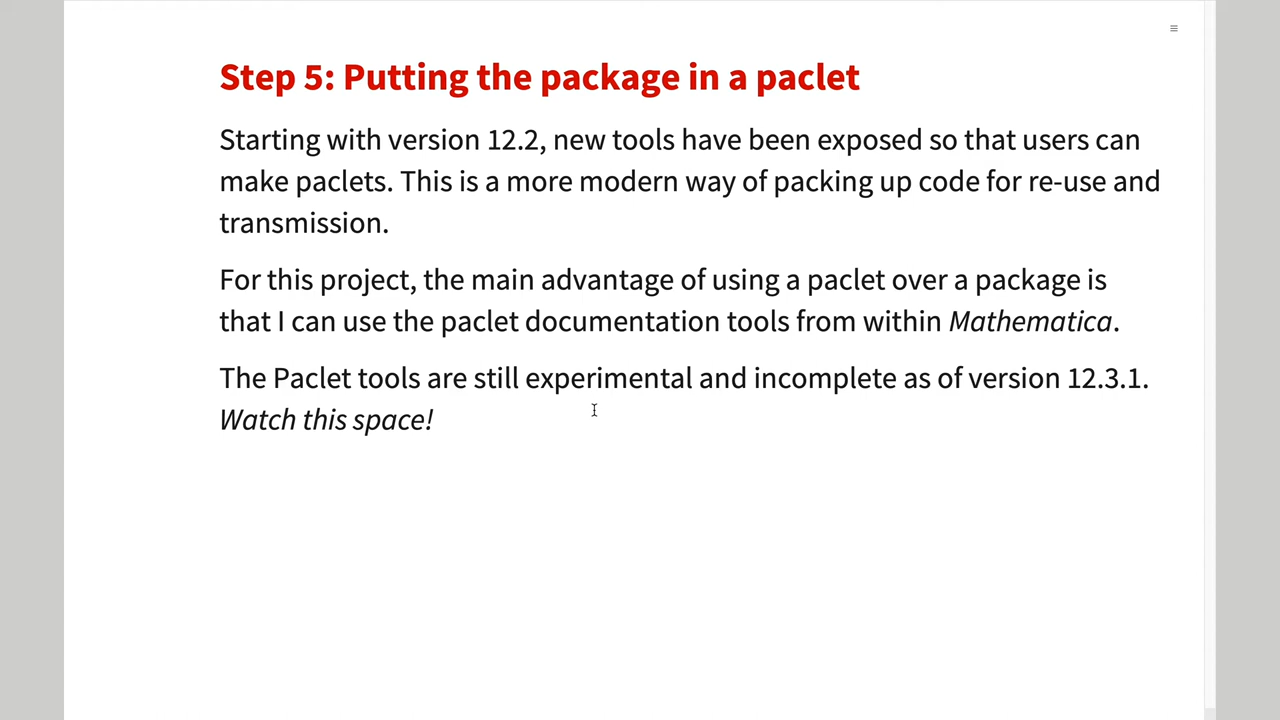 Step 5: Putting the package in a paclet
Starting with version 12.2, new tools have been exposed so that users can
make paclets. This is a more modern way of packing up code for re-use and
transmission.
For this project, the main advantage of using a paclet over a package is
that I can use the paclet documentation tools from within Mathematica.
The Paclet tools are still experimental and incomplete as of version 12.3.1.
Watch this space!